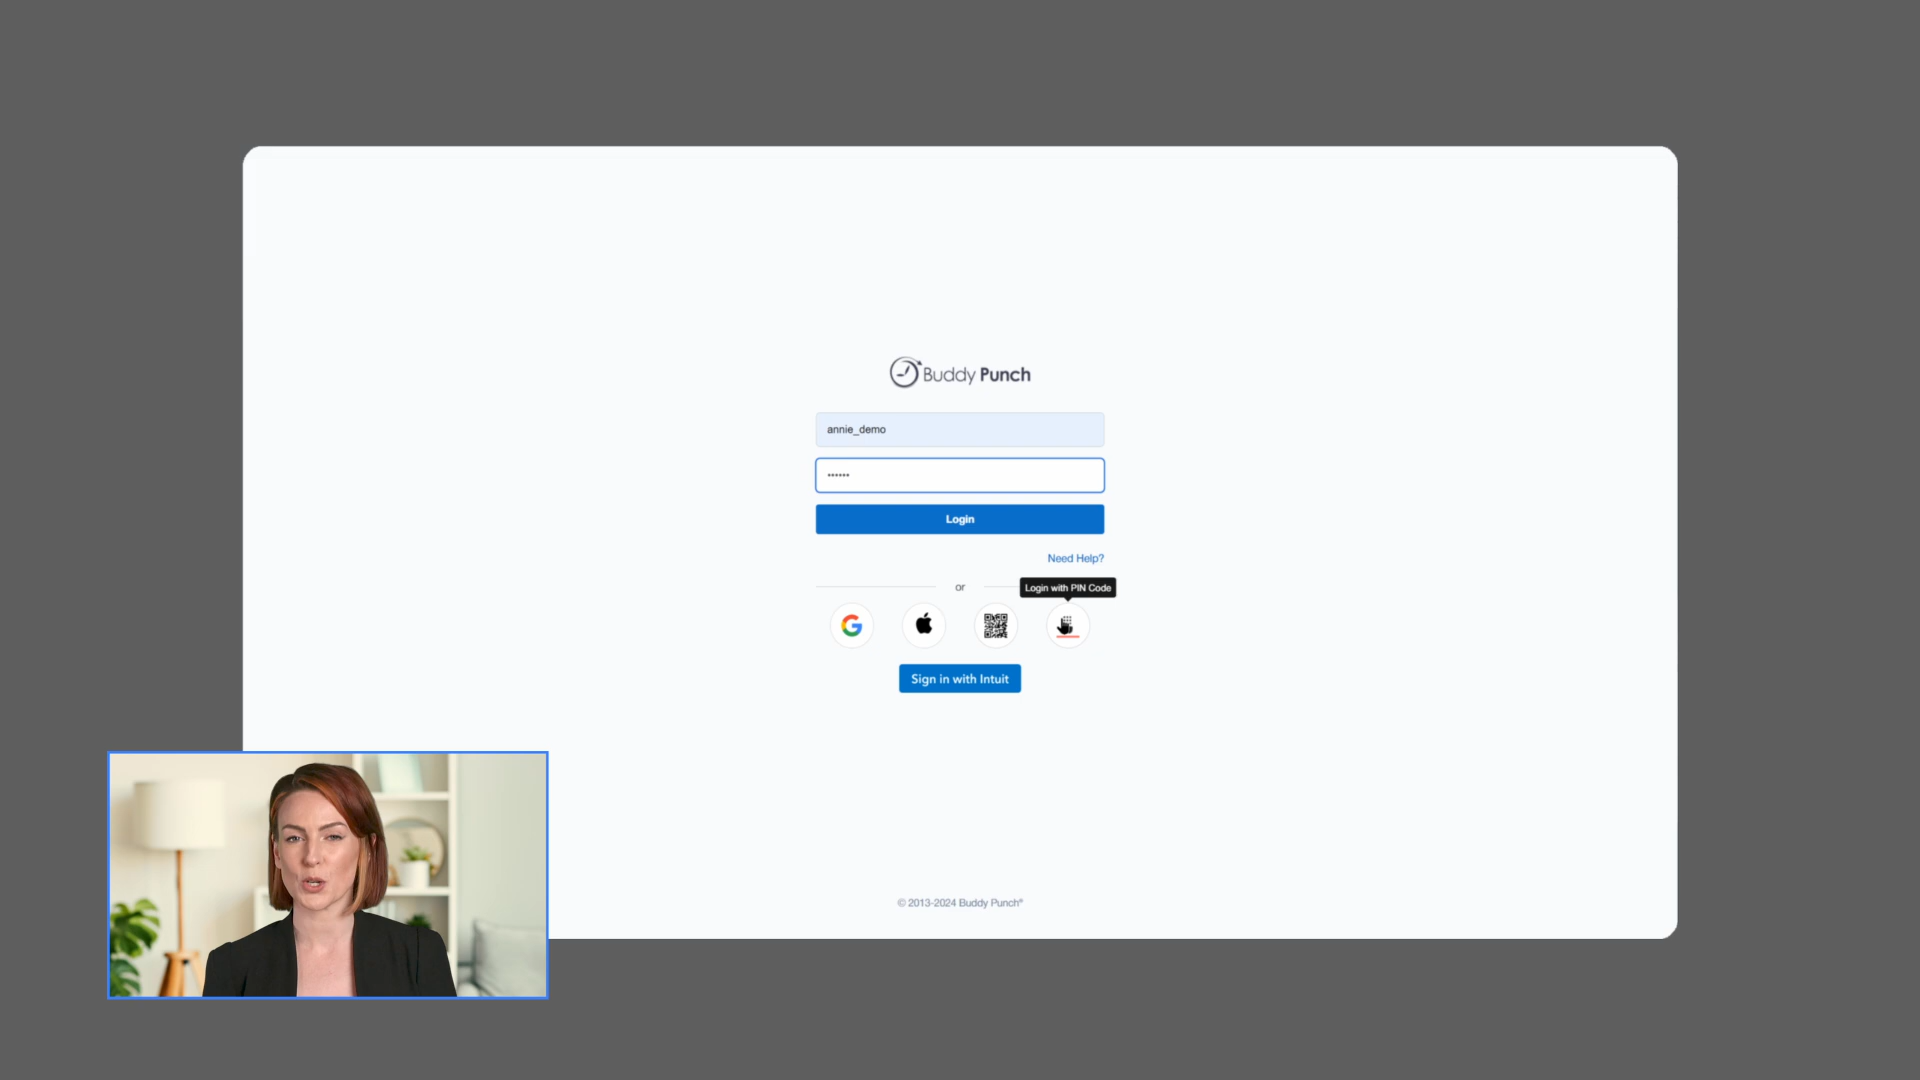 Buddy Punch
annie_demo
••••••
Login
Need Help?
or
Login with PIN Code
Sign in with Intuit
© 2013-2024 Buddy Punch®